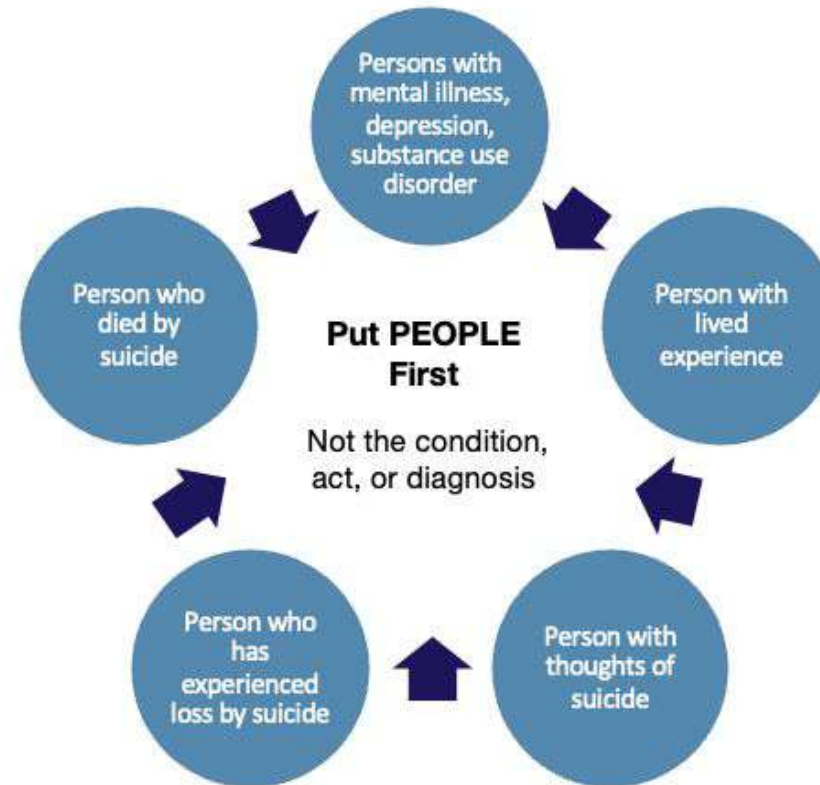 Persons with
mental illness,
depression,
substance use
disorder
Person with
lived
experience
Person with
thoughts of
suicide
Person who
has
experienced
loss by suicide
Person who
died by
suicide
Put PEOPLE
First
Not the condition,
act, or diagnosis